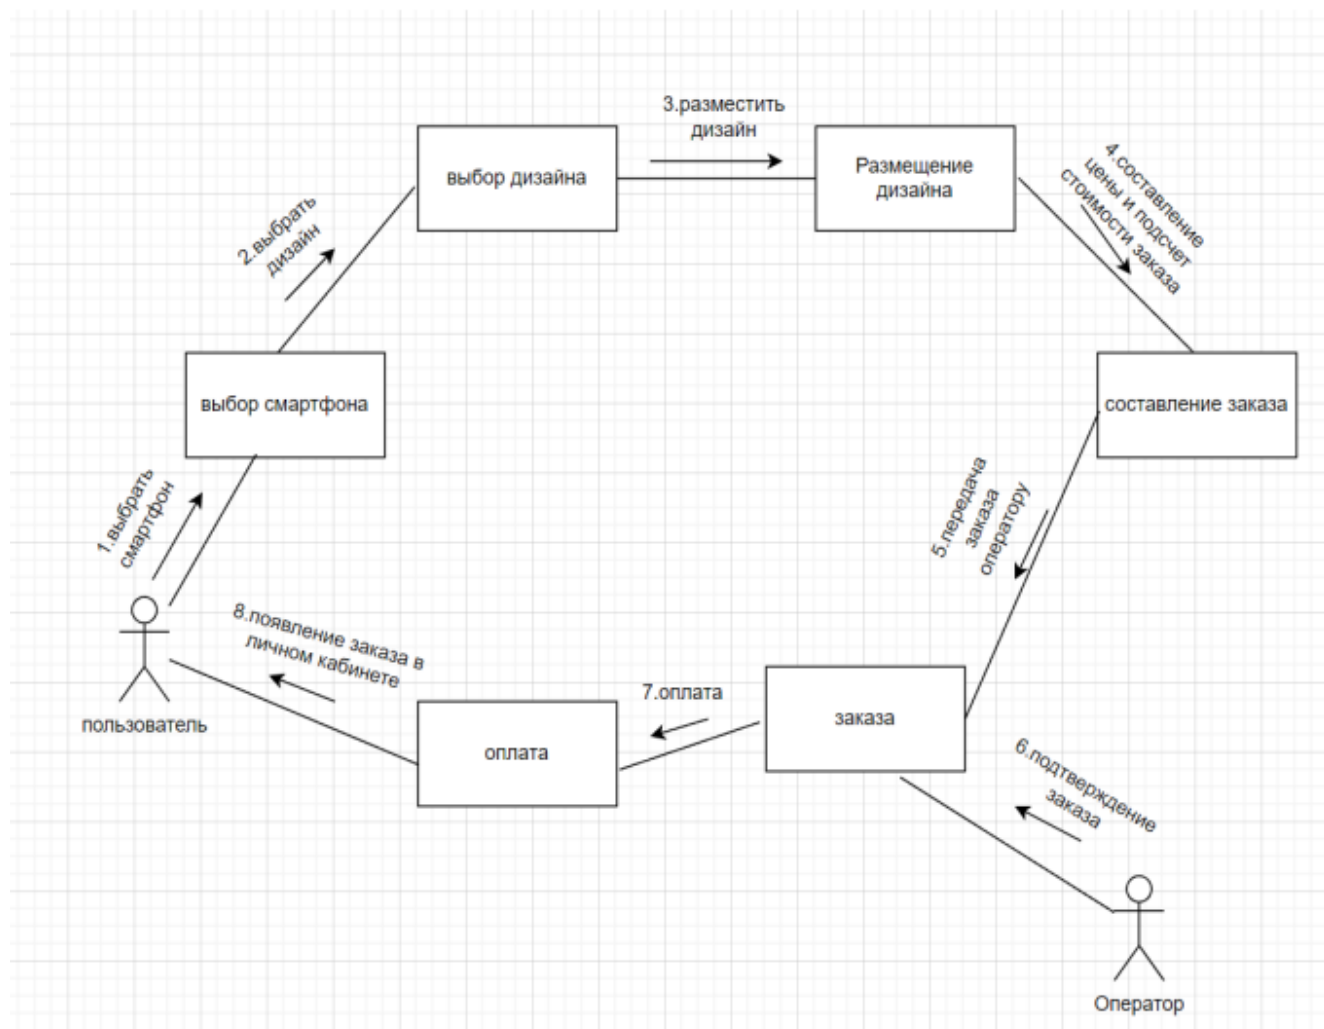 3.разместить
дизайн
выбор дизайна
Размещение
дизайна
4.составление
цены и подсчет
стоимости заказа
2.выбрать
дизайн
выбор смартфона
составление заказа
1.выбрать
смартфон
5.передача
заказа
оператору
8.появление заказа в
личном кабинете
пользователь
7.оплата
заказа
оплата
6.подтверждение
заказа
Оператор